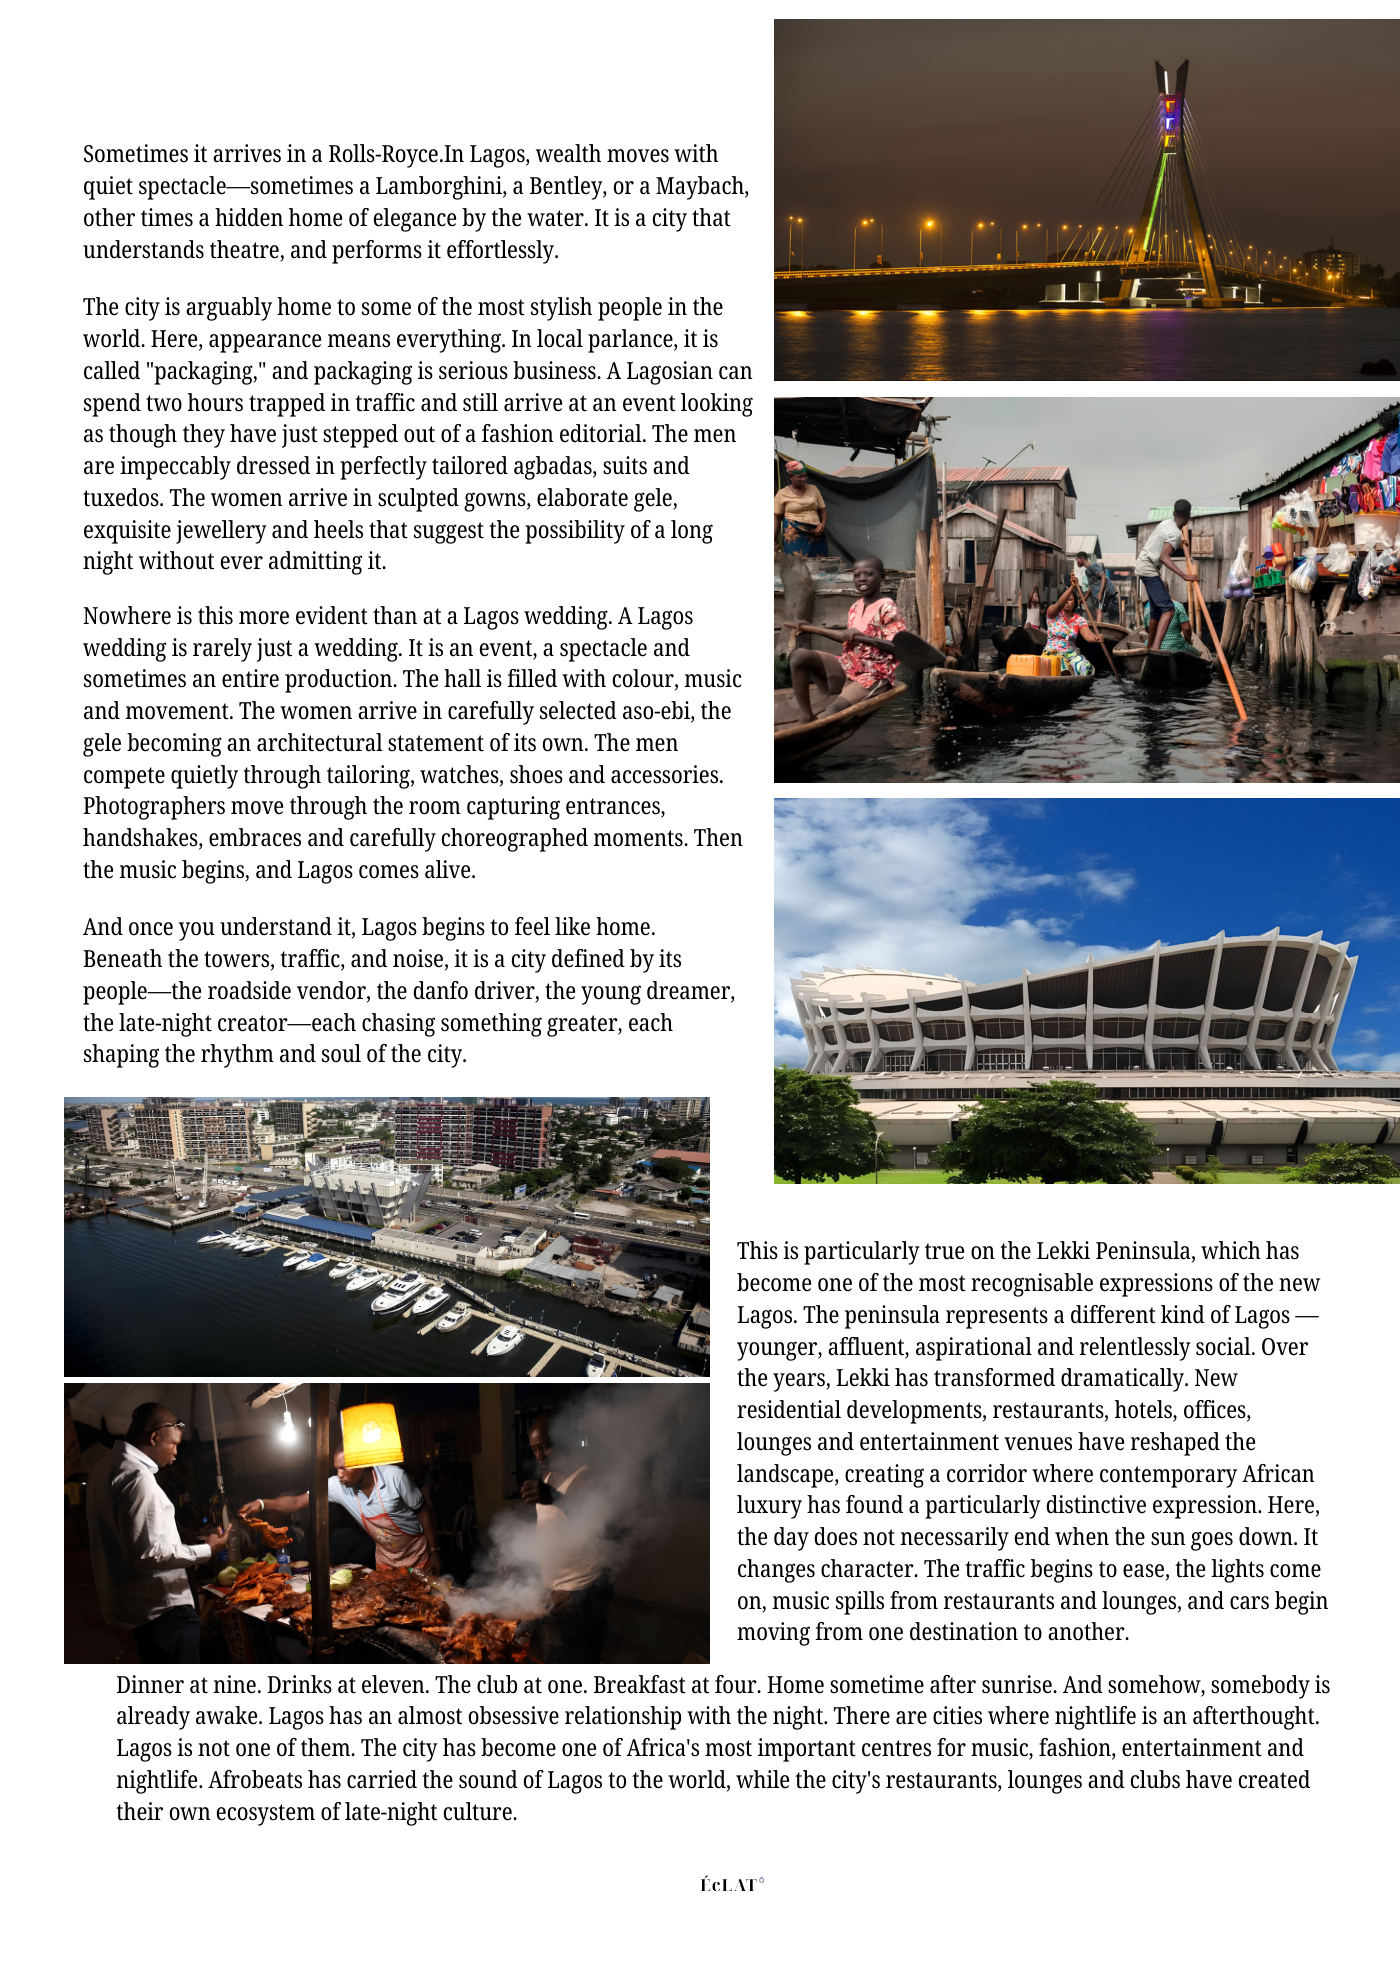 Sometimes it arrives in a Rolls-Royce.In Lagos, wealth moves with
quiet spectacle—sometimes a Lamborghini, a Bentley, or a Maybach,
other times a hidden home of elegance by the water. It is a city that
understands theatre, and performs it effortlessly.
The city is arguably home to some of the most stylish people in the
world. Here, appearance means everything. In local parlance, it is
called "packaging," and packaging is serious business. A Lagosian can
spend two hours trapped in traffic and still arrive at an event looking
as though they have just stepped out of a fashion editorial. The men
are impeccably dressed in perfectly tailored agbadas, suits and
tuxedos. The women arrive in sculpted gowns, elaborate gele,
exquisite jewellery and heels that suggest the possibility of a long
night without ever admitting it.
Nowhere is this more evident than at a Lagos wedding. A Lagos
wedding is rarely just a wedding. It is an event, a spectacle and
sometimes an entire production. The hall is filled with colour, music
and movement. The women arrive in carefully selected aso-ebi, the
gele becoming an architectural statement of its own. The men
compete quietly through tailoring, watches, shoes and accessories.
Photographers move through the room capturing entrances,
handshakes, embraces and carefully choreographed moments. Then
the music begins, and Lagos comes alive.
And once you understand it, Lagos begins to feel like home.
Beneath the towers, traffic, and noise, it is a city defined by its
people—the roadside vendor, the danfo driver, the young dreamer,
the late-night creator—each chasing something greater, each
shaping the rhythm and soul of the city.
This is particularly true on the Lekki Peninsula, which has
become one of the most recognisable expressions of the new
Lagos. The peninsula represents a different kind of Lagos —
younger, affluent, aspirational and relentlessly social. Over
the years, Lekki has transformed dramatically. New
residential developments, restaurants, hotels, offices,
lounges and entertainment venues have reshaped the
landscape, creating a corridor where contemporary African
luxury has found a particularly distinctive expression. Here,
the day does not necessarily end when the sun goes down. It
changes character. The traffic begins to ease, the lights come
on, music spills from restaurants and lounges, and cars begin
moving from one destination to another.
Dinner at nine. Drinks at eleven. The club at one. Breakfast at four. Home sometime after sunrise. And somehow, somebody is
already awake. Lagos has an almost obsessive relationship with the night. There are cities where nightlife is an afterthought.
Lagos is not one of them. The city has become one of Africa's most important centres for music, fashion, entertainment and
nightlife. Afrobeats has carried the sound of Lagos to the world, while the city's restaurants, lounges and clubs have created
their own ecosystem of late-night culture.
ÉcLAT